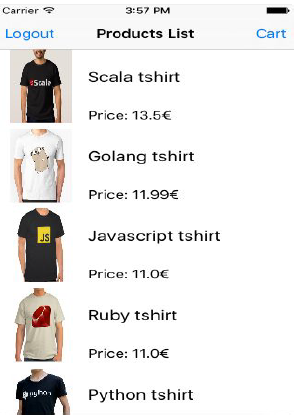 Carrier 3:57 PM
Logout Products List Cart
Scala
Scala tshirt
Price: 13.5€
Golang tshirt
Price: 11.99€
JS
Javascript tshirt
Price: 11.0€
Ruby tshirt
Price: 11.0€
python
Python tshirt